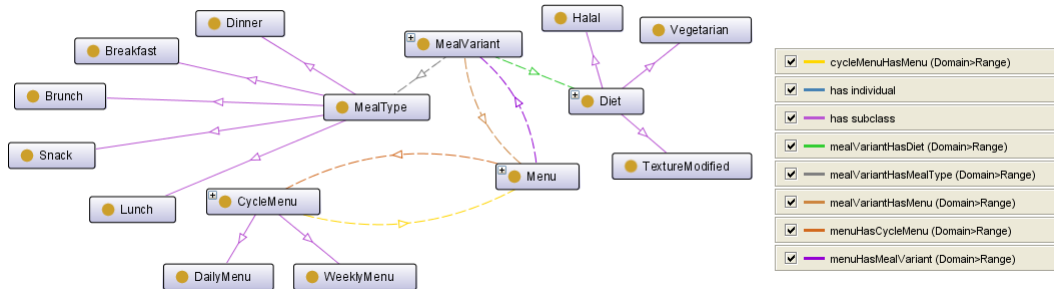 Dinner
Halal
MealVariant
Vegetarian
Breakfast
cycleMenuHasMenu (Domain>Range)
has individual
Brunch
MealType
Diet
has subclass
mealVariantHasDiet (Domain>Range)
Snack
TextureModified
mealVariantHasMealType (Domain>Range)
Menu
Lunch
CycleMenu
mealVariantHasMenu (Domain>Range)
menuHasCycleMenu (Domain>Range)
menuHasMealVariant (Domain>Range)
DailyMenu
WeeklyMenu